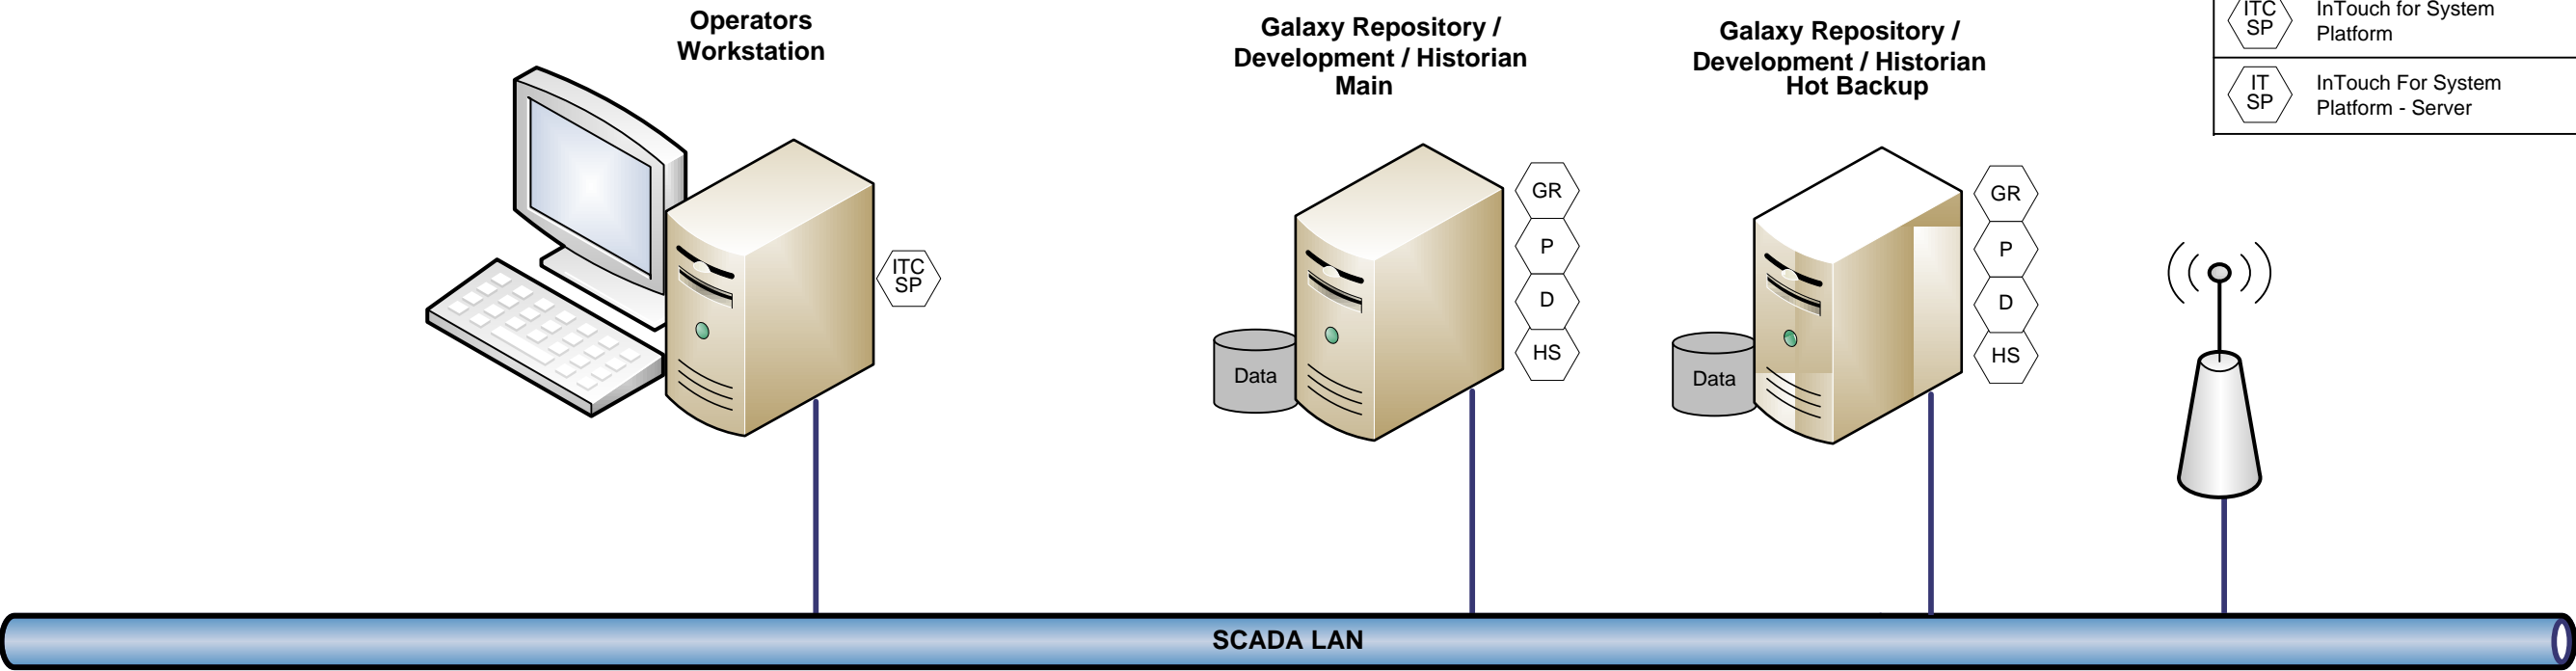 Operators
Workstation
Galaxy Repository /
Development / Historian
Main
Galaxy Repository /
Development / Historian
Hot Backup
ITC
SP
InTouch for System
Platform
IT
SP
InTouch For System
Platform - Server
ITC
SP
GR
P
D
HS
Data
GR
P
D
HS
Data
SCADA LAN